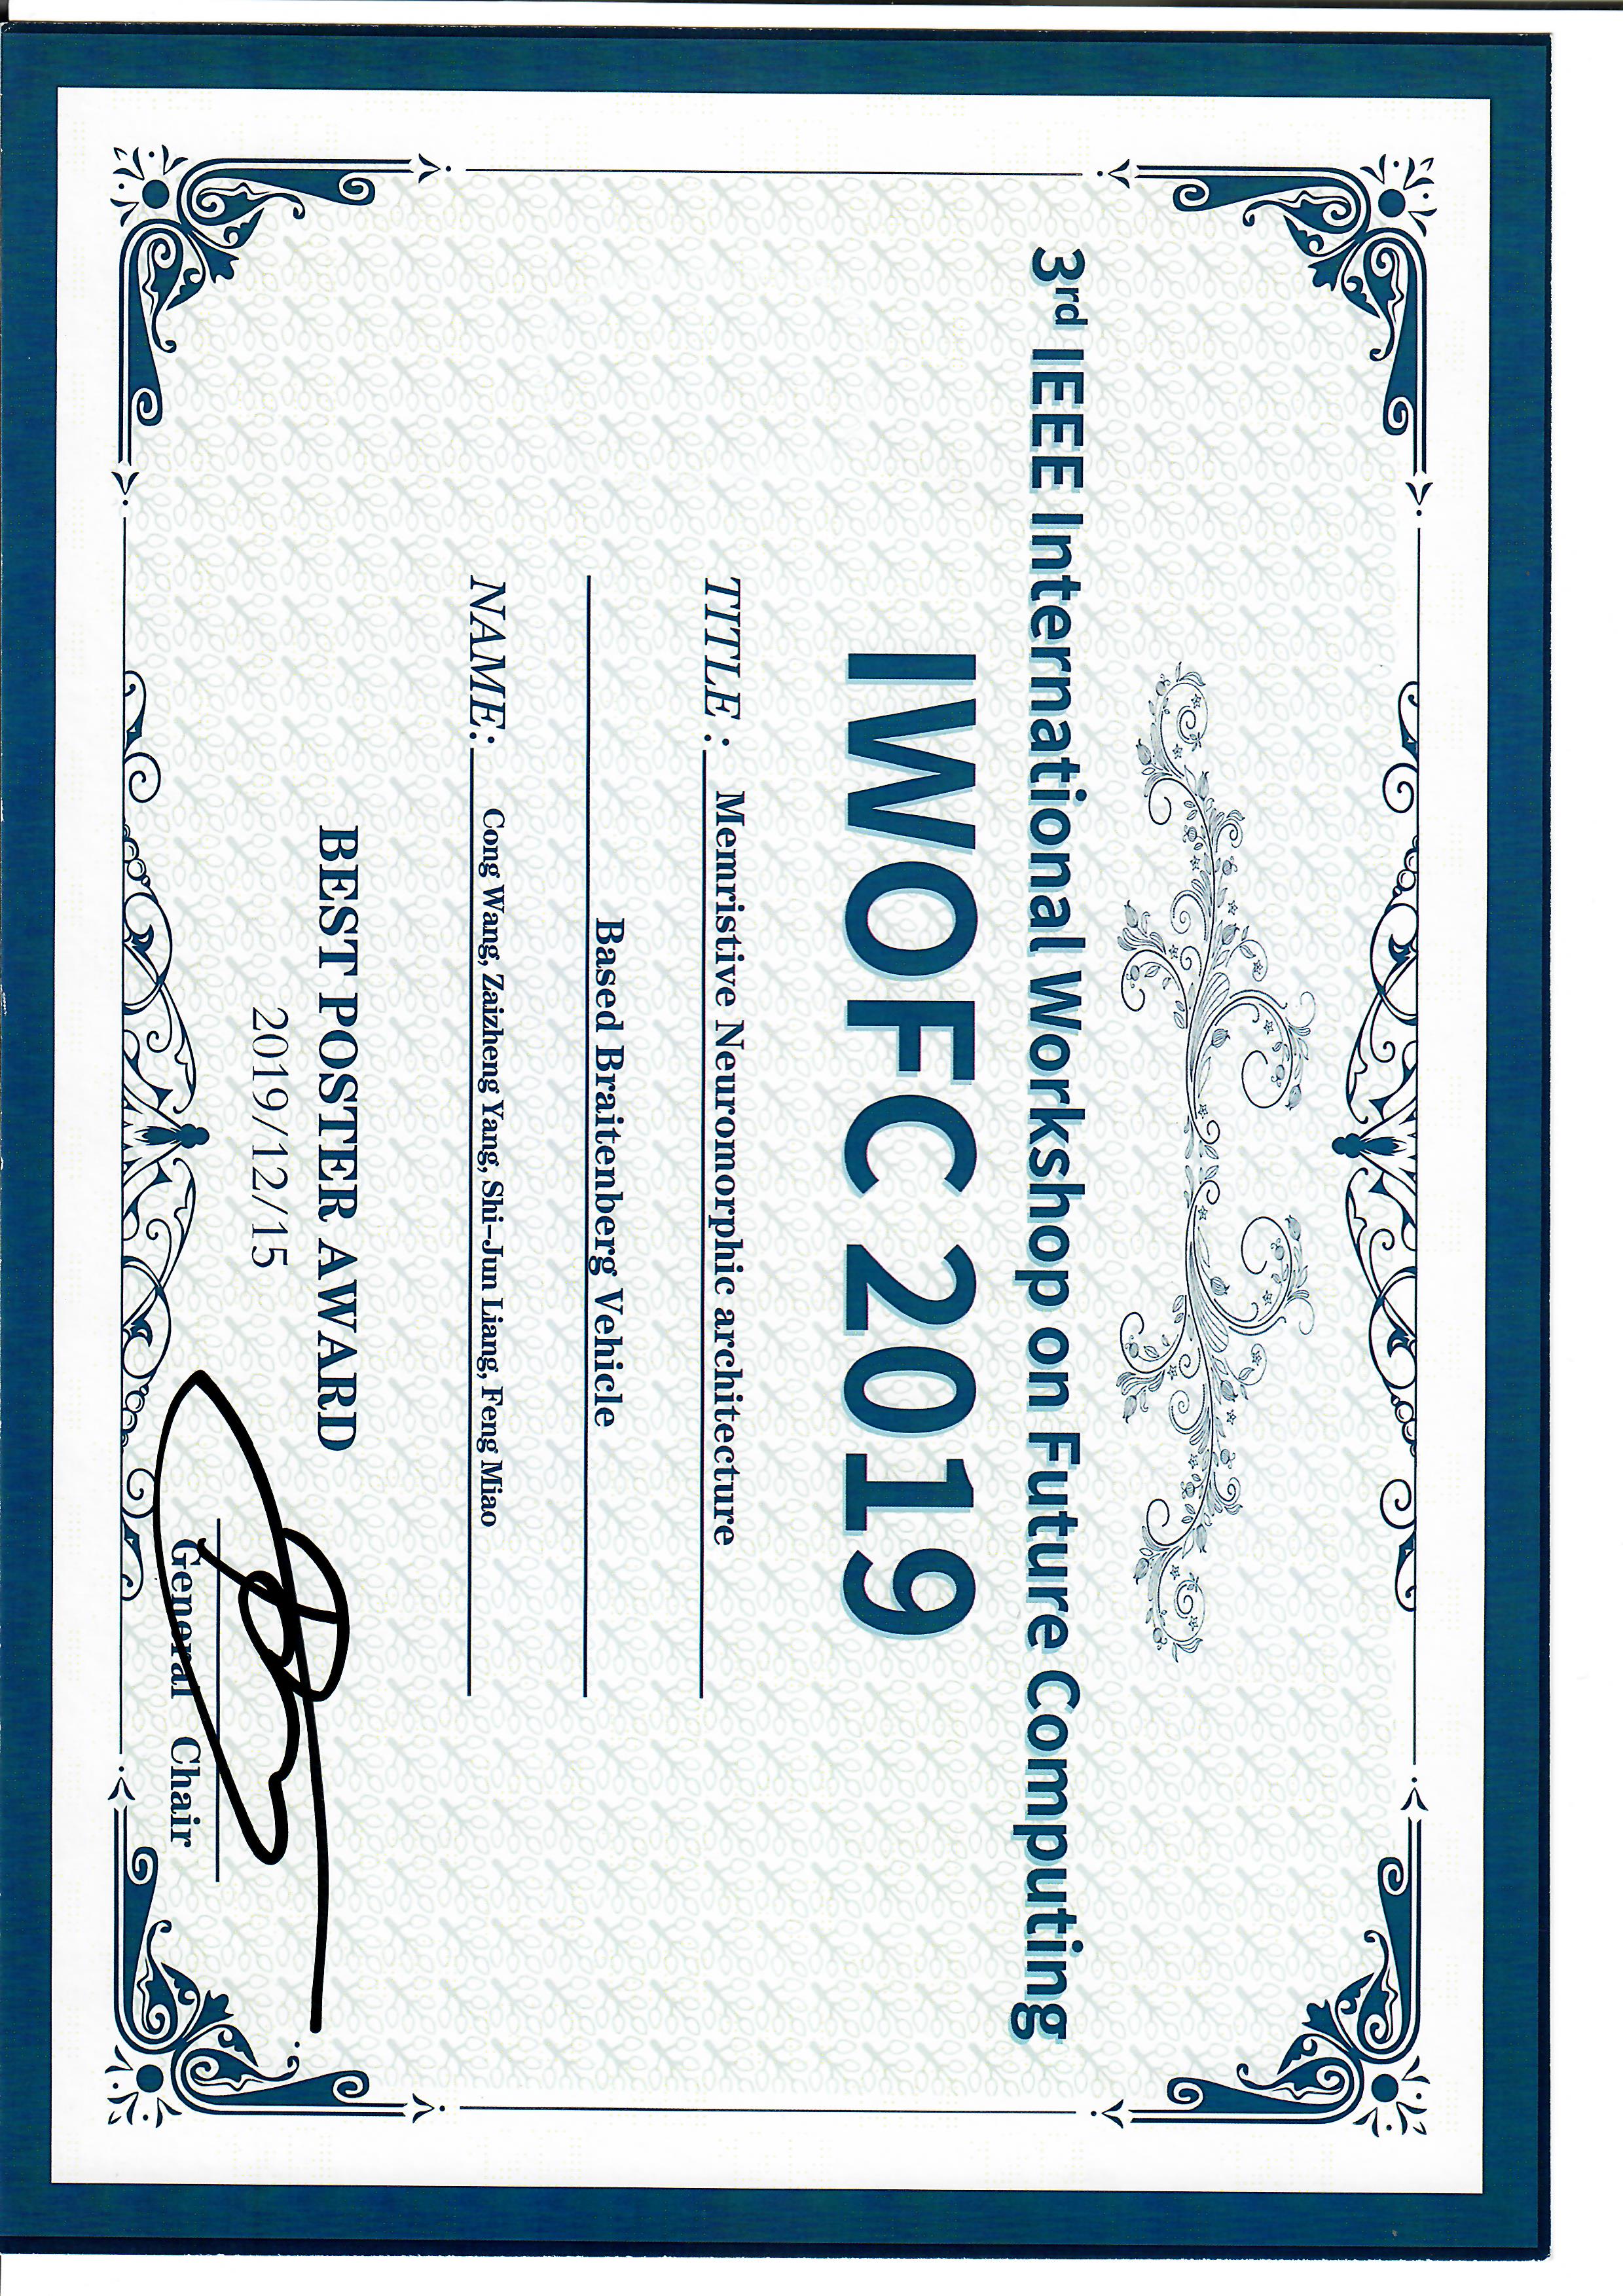 3rd IEEE International Workshop on Future Computing
IWOFC 2019
TITLE : Memristive Neuromorphic architecture
Based Braitenberg Vehicle
NAME: Cong Wang, Zaizheng Yang, Shi-Jun Liang, Feng Miao
BEST POSTER AWARD
2019/12/15
General Chair